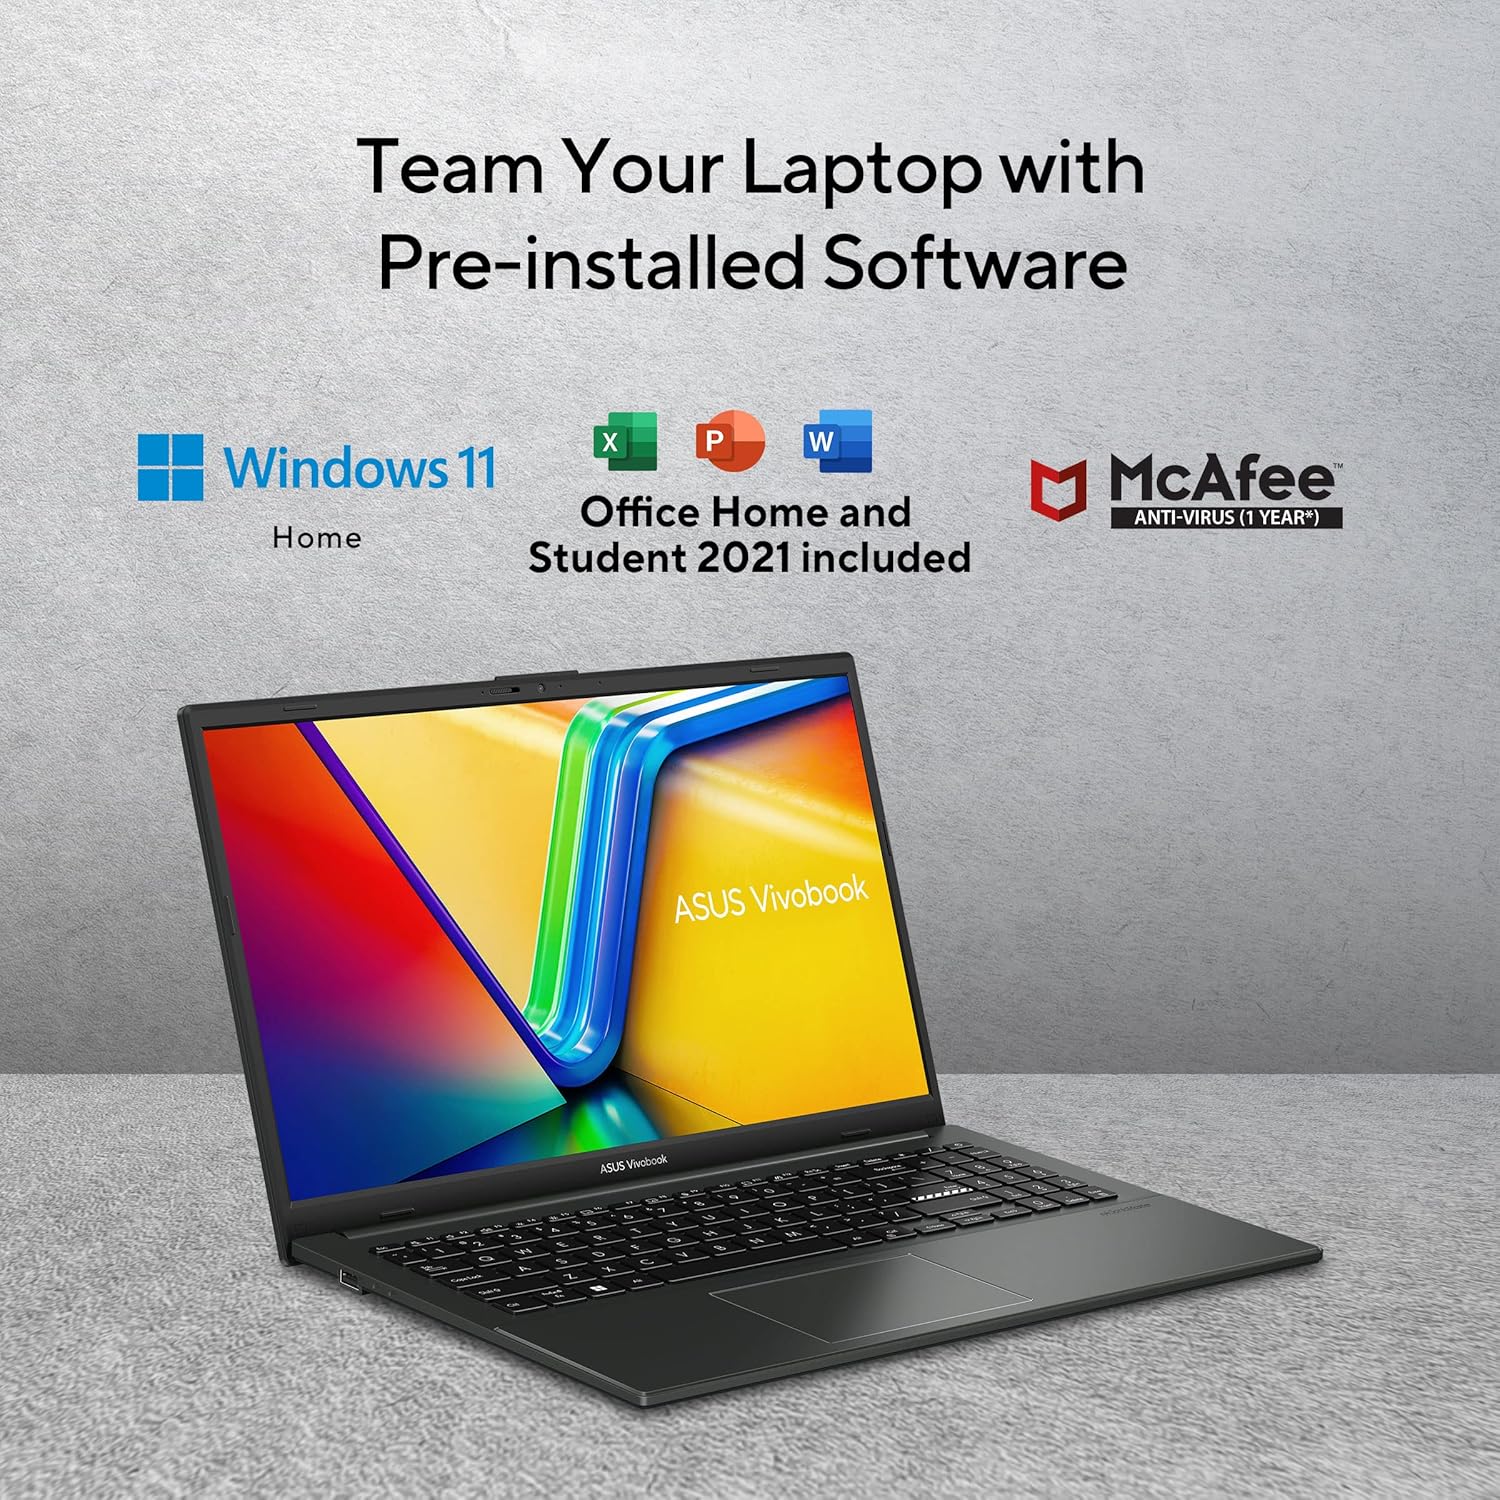 Team Your Laptop with
Pre-installed Software
Windows 11
Home
X P W
Office Home and
Student 2021 included
McAfee™
ANTI-VIRUS (1 YEAR*)
ASUS Vivobook
ASUS Vivobook